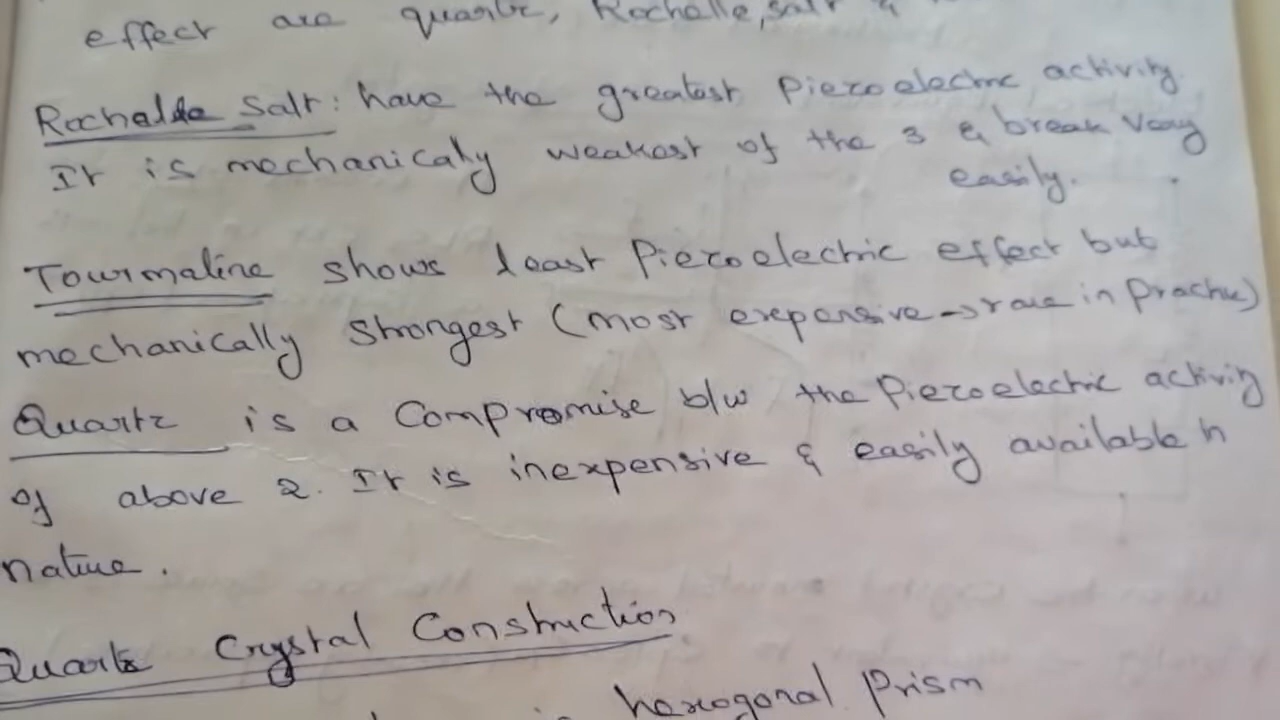 effect are quartz, Rochelle, salt &
Rochelle Salt: have the greatest Piezoelectric activity.
It is mechanicaly weakest of the 3 & break very
easily.
Tourmaline shows least Piezoelectric effect but
mechanically strongest (most expensive → rare in practice)
Quartz is a compromise b/w the Piezoelectric activity
of above 2. It is inexpensive & easily available in
nature.
Quartz Crystal Construction
hexogonal Prism